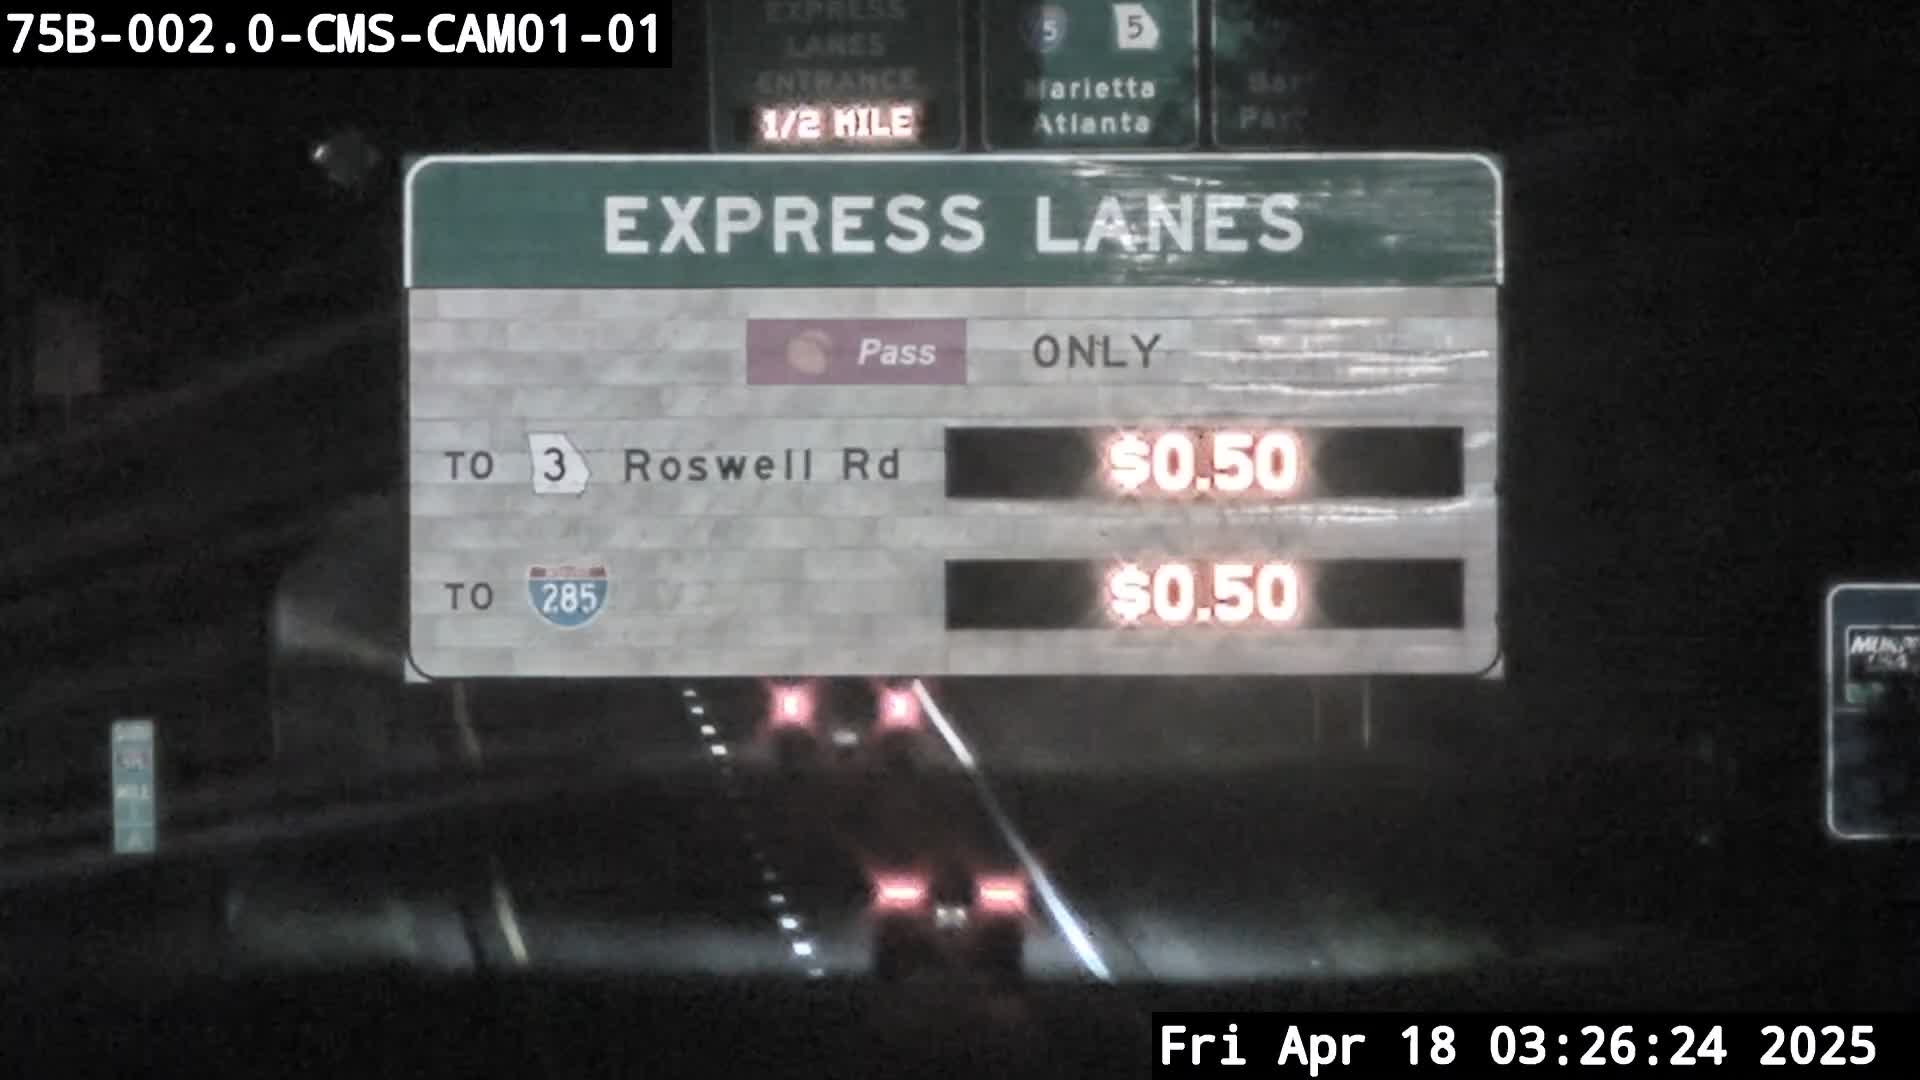 75B-002.0-CMS-CAM01-01
EXPRESS
LANES
ENTRANCE
1/2 MILE
5
Marietta
Atlanta
EXPRESS LANES
Pass ONLY
TO 3 Roswell Rd $0.50
TO 285 $0.50
MILE
Fri Apr 18 03:26:24 2025